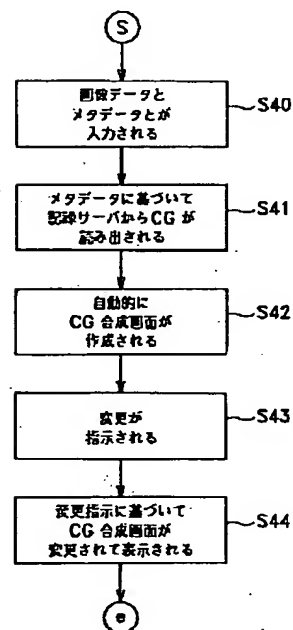 S
画像データと
メタデータとが
入力される
S40
メタデータに基づいて
記録サーバからCGが
読み出される
S41
自動的に
CG合成画面が
作成される
S42
変更が
指示される
S43
変更指示に基づいて
CG合成画面が
変更されて表示される
S44
e